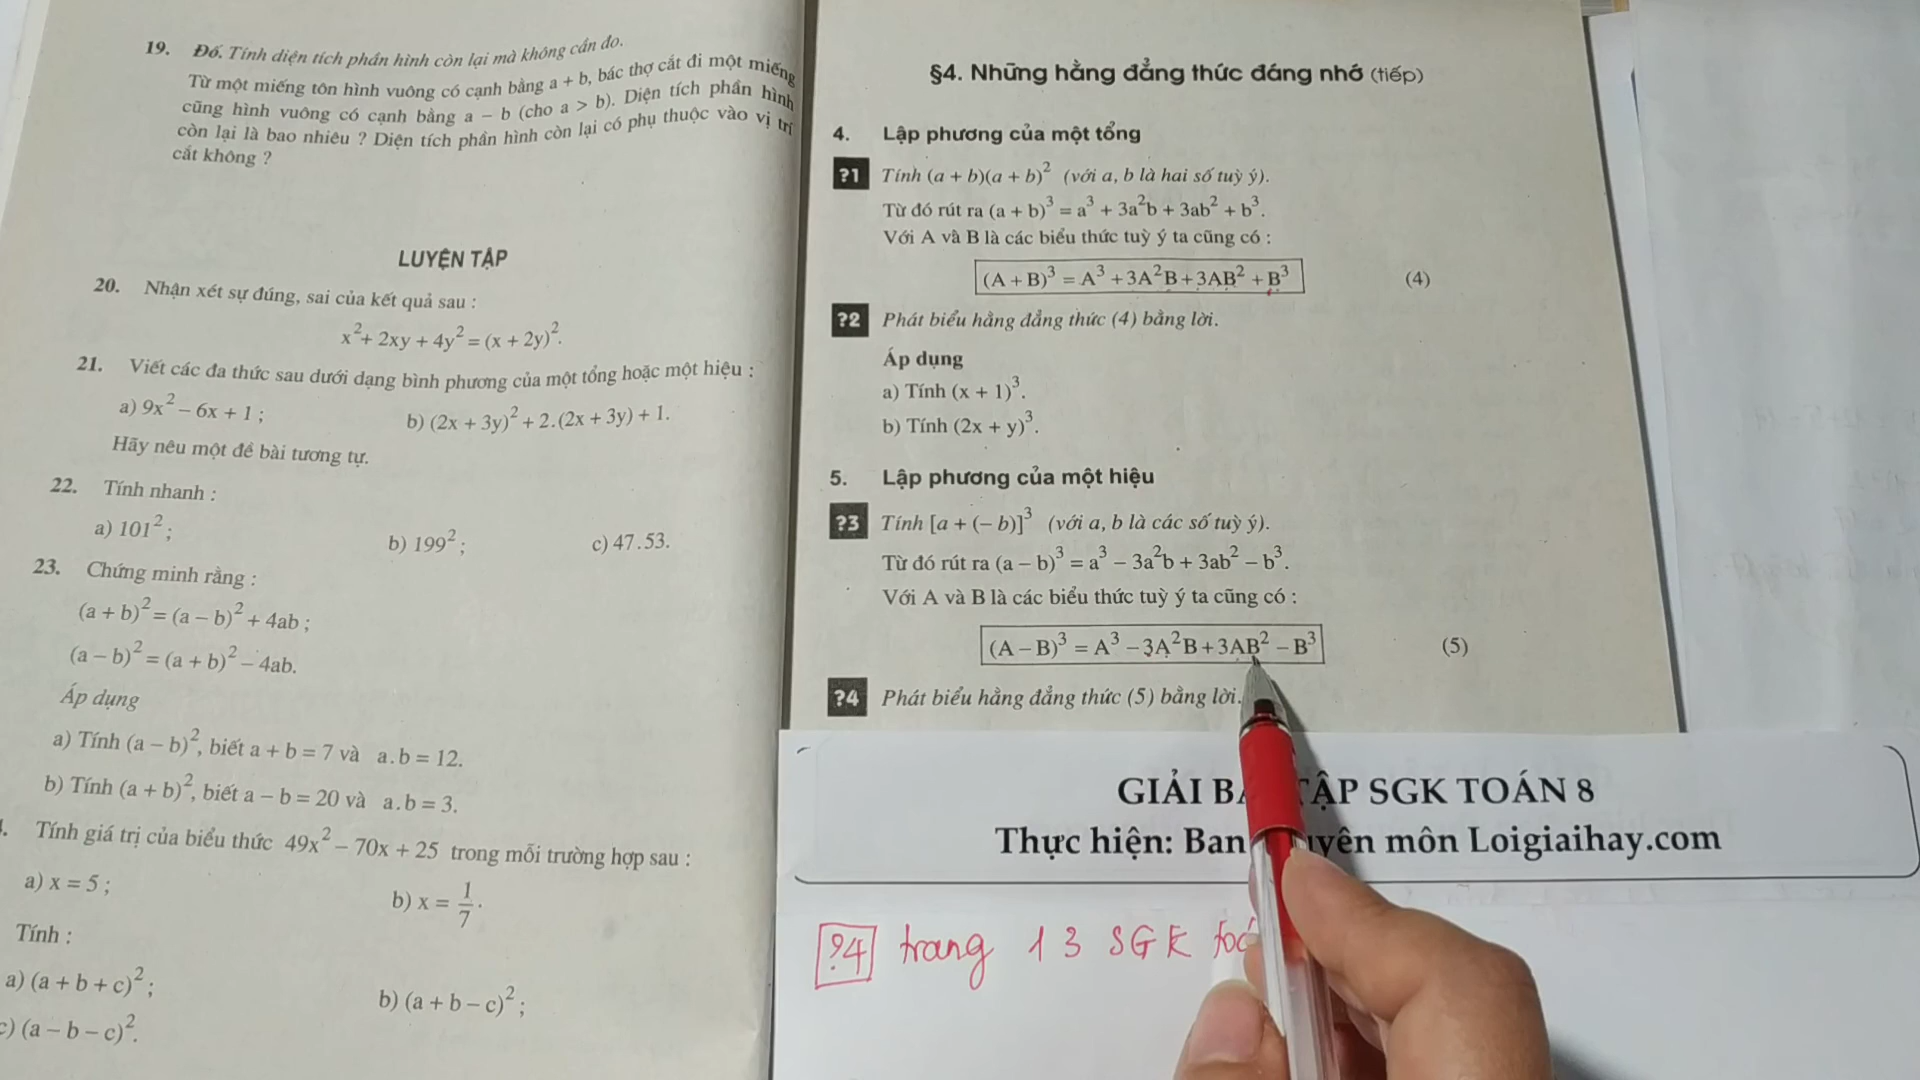 19. Đố. Tính diện tích phần hình còn lại mà không cần đo.
Từ một miếng tôn hình vuông có cạnh bằng a + b, bác thợ cắt đi một miếng
cũng hình vuông có cạnh bằng a – b (cho a > b). Diện tích phần hình
còn lại là bao nhiêu ? Diện tích phần hình còn lại có phụ thuộc vào vị trí
cắt không ?
LUYỆN TẬP
20. Nhận xét sự đúng, sai của kết quả sau :
x² + 2xy + 4y² = (x + 2y)².
21. Viết các đa thức sau dưới dạng bình phương của một tổng hoặc một hiệu :
a) 9x² – 6x + 1 ; b) (2x + 3y)² + 2.(2x + 3y) + 1.
Hãy nêu một đề bài tương tự.
22. Tính nhanh :
a) 101² ; b) 199² ; c) 47.53.
23. Chứng minh rằng :
(a + b)² = (a – b)² + 4ab ;
(a – b)² = (a + b)² – 4ab.
Áp dụng
a) Tính (a – b)², biết a + b = 7 và a.b = 12.
b) Tính (a + b)², biết a – b = 20 và a.b = 3.
Tính giá trị của biểu thức 49x² – 70x + 25 trong mỗi trường hợp sau :
a) x = 5 ; b) x = 1/7.
Tính :
a) (a + b + c)² ; b) (a + b – c)² ;
c) (a – b – c)².
§4. Những hằng đẳng thức đáng nhớ (tiếp)
4. Lập phương của một tổng
?1 Tính (a + b)(a + b)² (với a, b là hai số tuỳ ý).
Từ đó rút ra (a + b)³ = a³ + 3a²b + 3ab² + b³.
Với A và B là các biểu thức tuỳ ý ta cũng có :
(A + B)³ = A³ + 3A²B + 3AB² + B³ (4)
?2 Phát biểu hằng đẳng thức (4) bằng lời.
Áp dụng
a) Tính (x + 1)³.
b) Tính (2x + y)³.
5. Lập phương của một hiệu
?3 Tính [a + (– b)]³ (với a, b là các số tuỳ ý).
Từ đó rút ra (a – b)³ = a³ – 3a²b + 3ab² – b³.
Với A và B là các biểu thức tuỳ ý ta cũng có :
(A – B)³ = A³ – 3A²B + 3AB² – B³ (5)
?4 Phát biểu hằng đẳng thức (5) bằng lời.
GIẢI TẬP SGK TOÁN 8
Thực hiện: Ban môn Loigiaihay.com
?4 trang 13 SGK